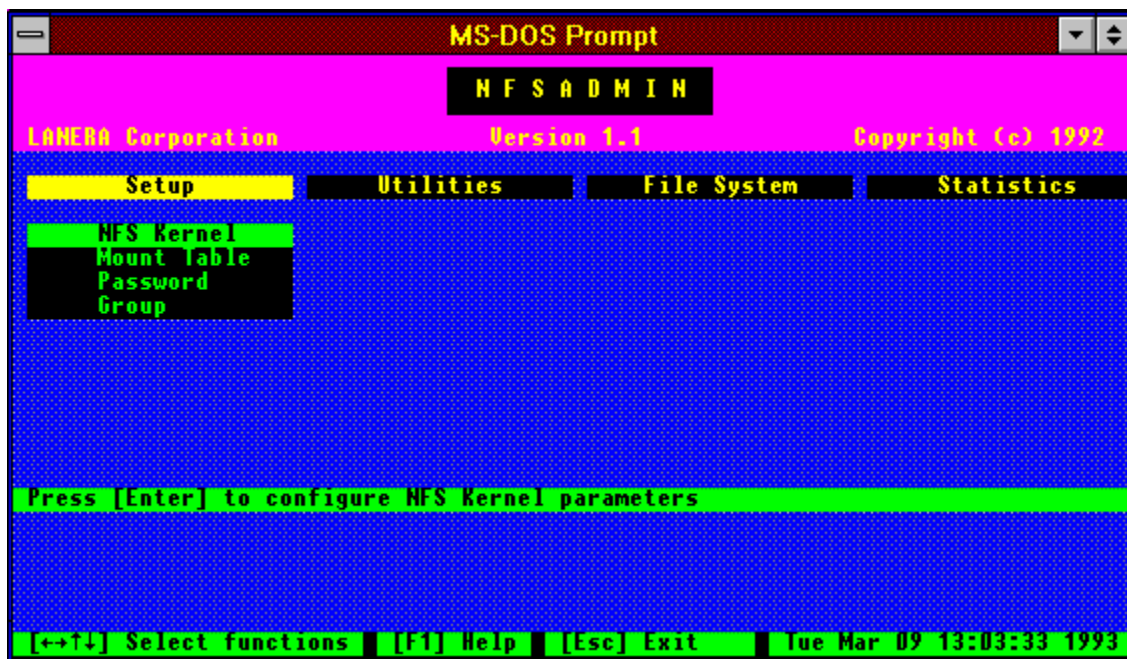 MS-DOS Prompt
N F S A D M I N
LANERA Corporation Version 1.1 Copyright (c) 1992
Setup Utilities File System Statistics
NFS Kernel
Mount Table
Password
Group
Press [Enter] to configure NFS Kernel parameters
[←→↑↓] Select functions [F1] Help [Esc] Exit Tue Mar 09 13:03:33 1993